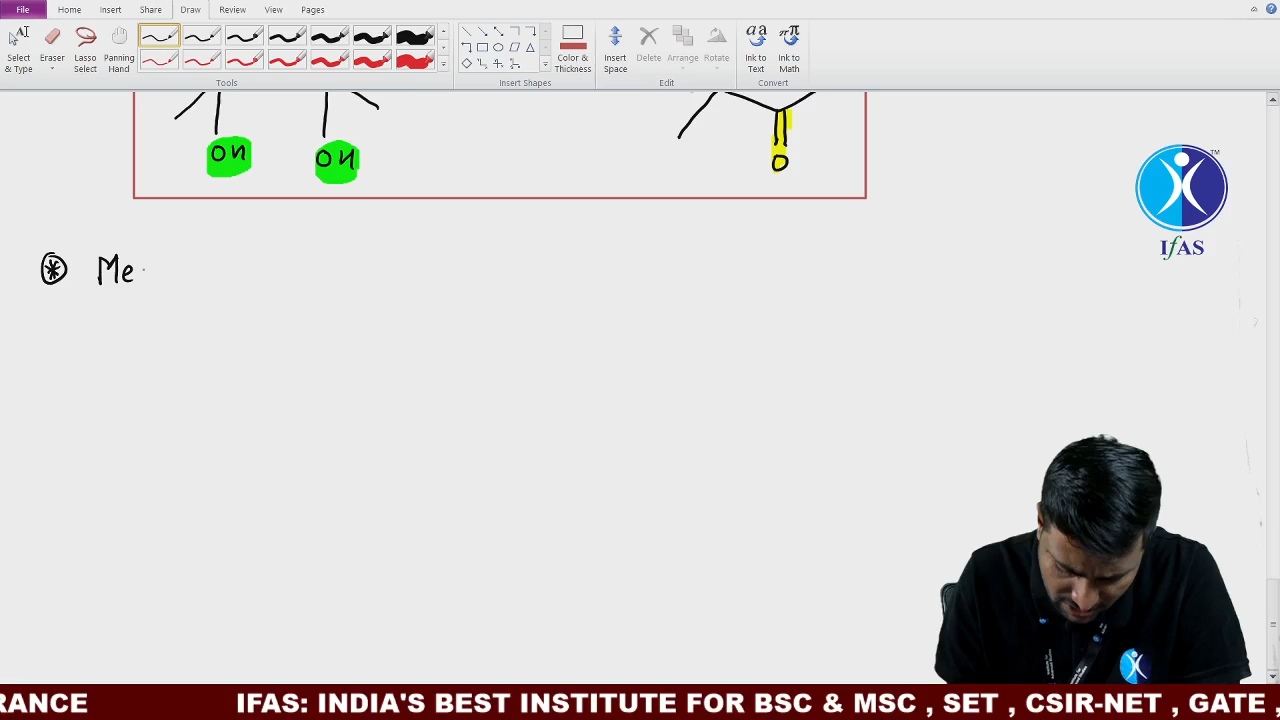 File Home Insert Share Draw Review View Pages
Select & Type Eraser Lasso Select Panning Hand Color & Thickness Insert Space Delete Arrange Rotate Ink to Text Ink to Math
Tools Insert Shapes Edit Convert
OH OH O
TM
IfAS
Me
RANCE IFAS: INDIA'S BEST INSTITUTE FOR BSC & MSC , SET , CSIR-NET , GATE ,